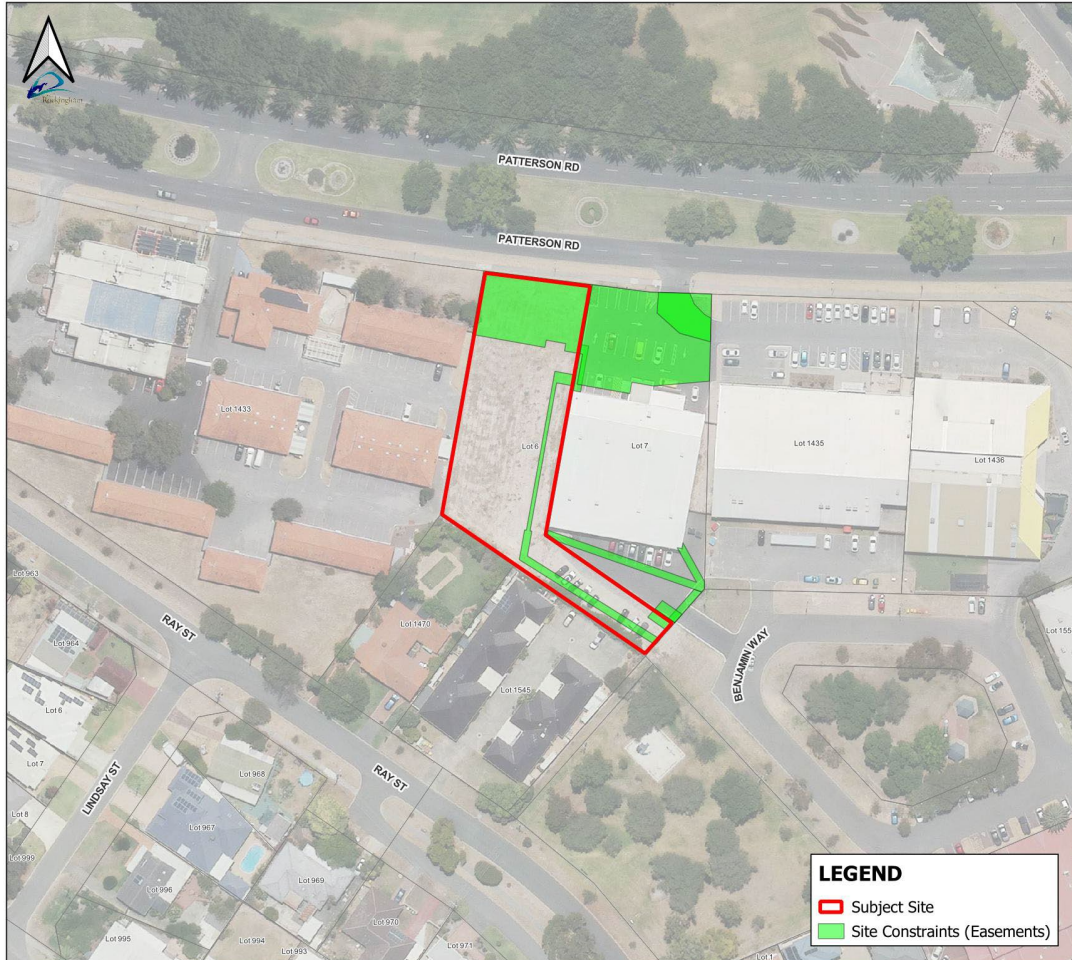 Rockingham
PATTERSON RD
PATTERSON RD
Lot 1433
Lot 6
Lot 7
Lot 1435
Lot 1436
Lot 963
RAY ST
Lot 964
Lot 1470
Lot 155
BENJAMIN WAY
Lot 6
Lot 1545
Lot 7
LINDSAY ST
RAY ST
Lot 968
Lot 8
Lot 967
Lot 999
Lot 996
Lot 969
Lot 970
Lot 995
Lot 994
Lot 993
Lot 971
Lot 1
LEGEND
Subject Site
Site Constraints (Easements)